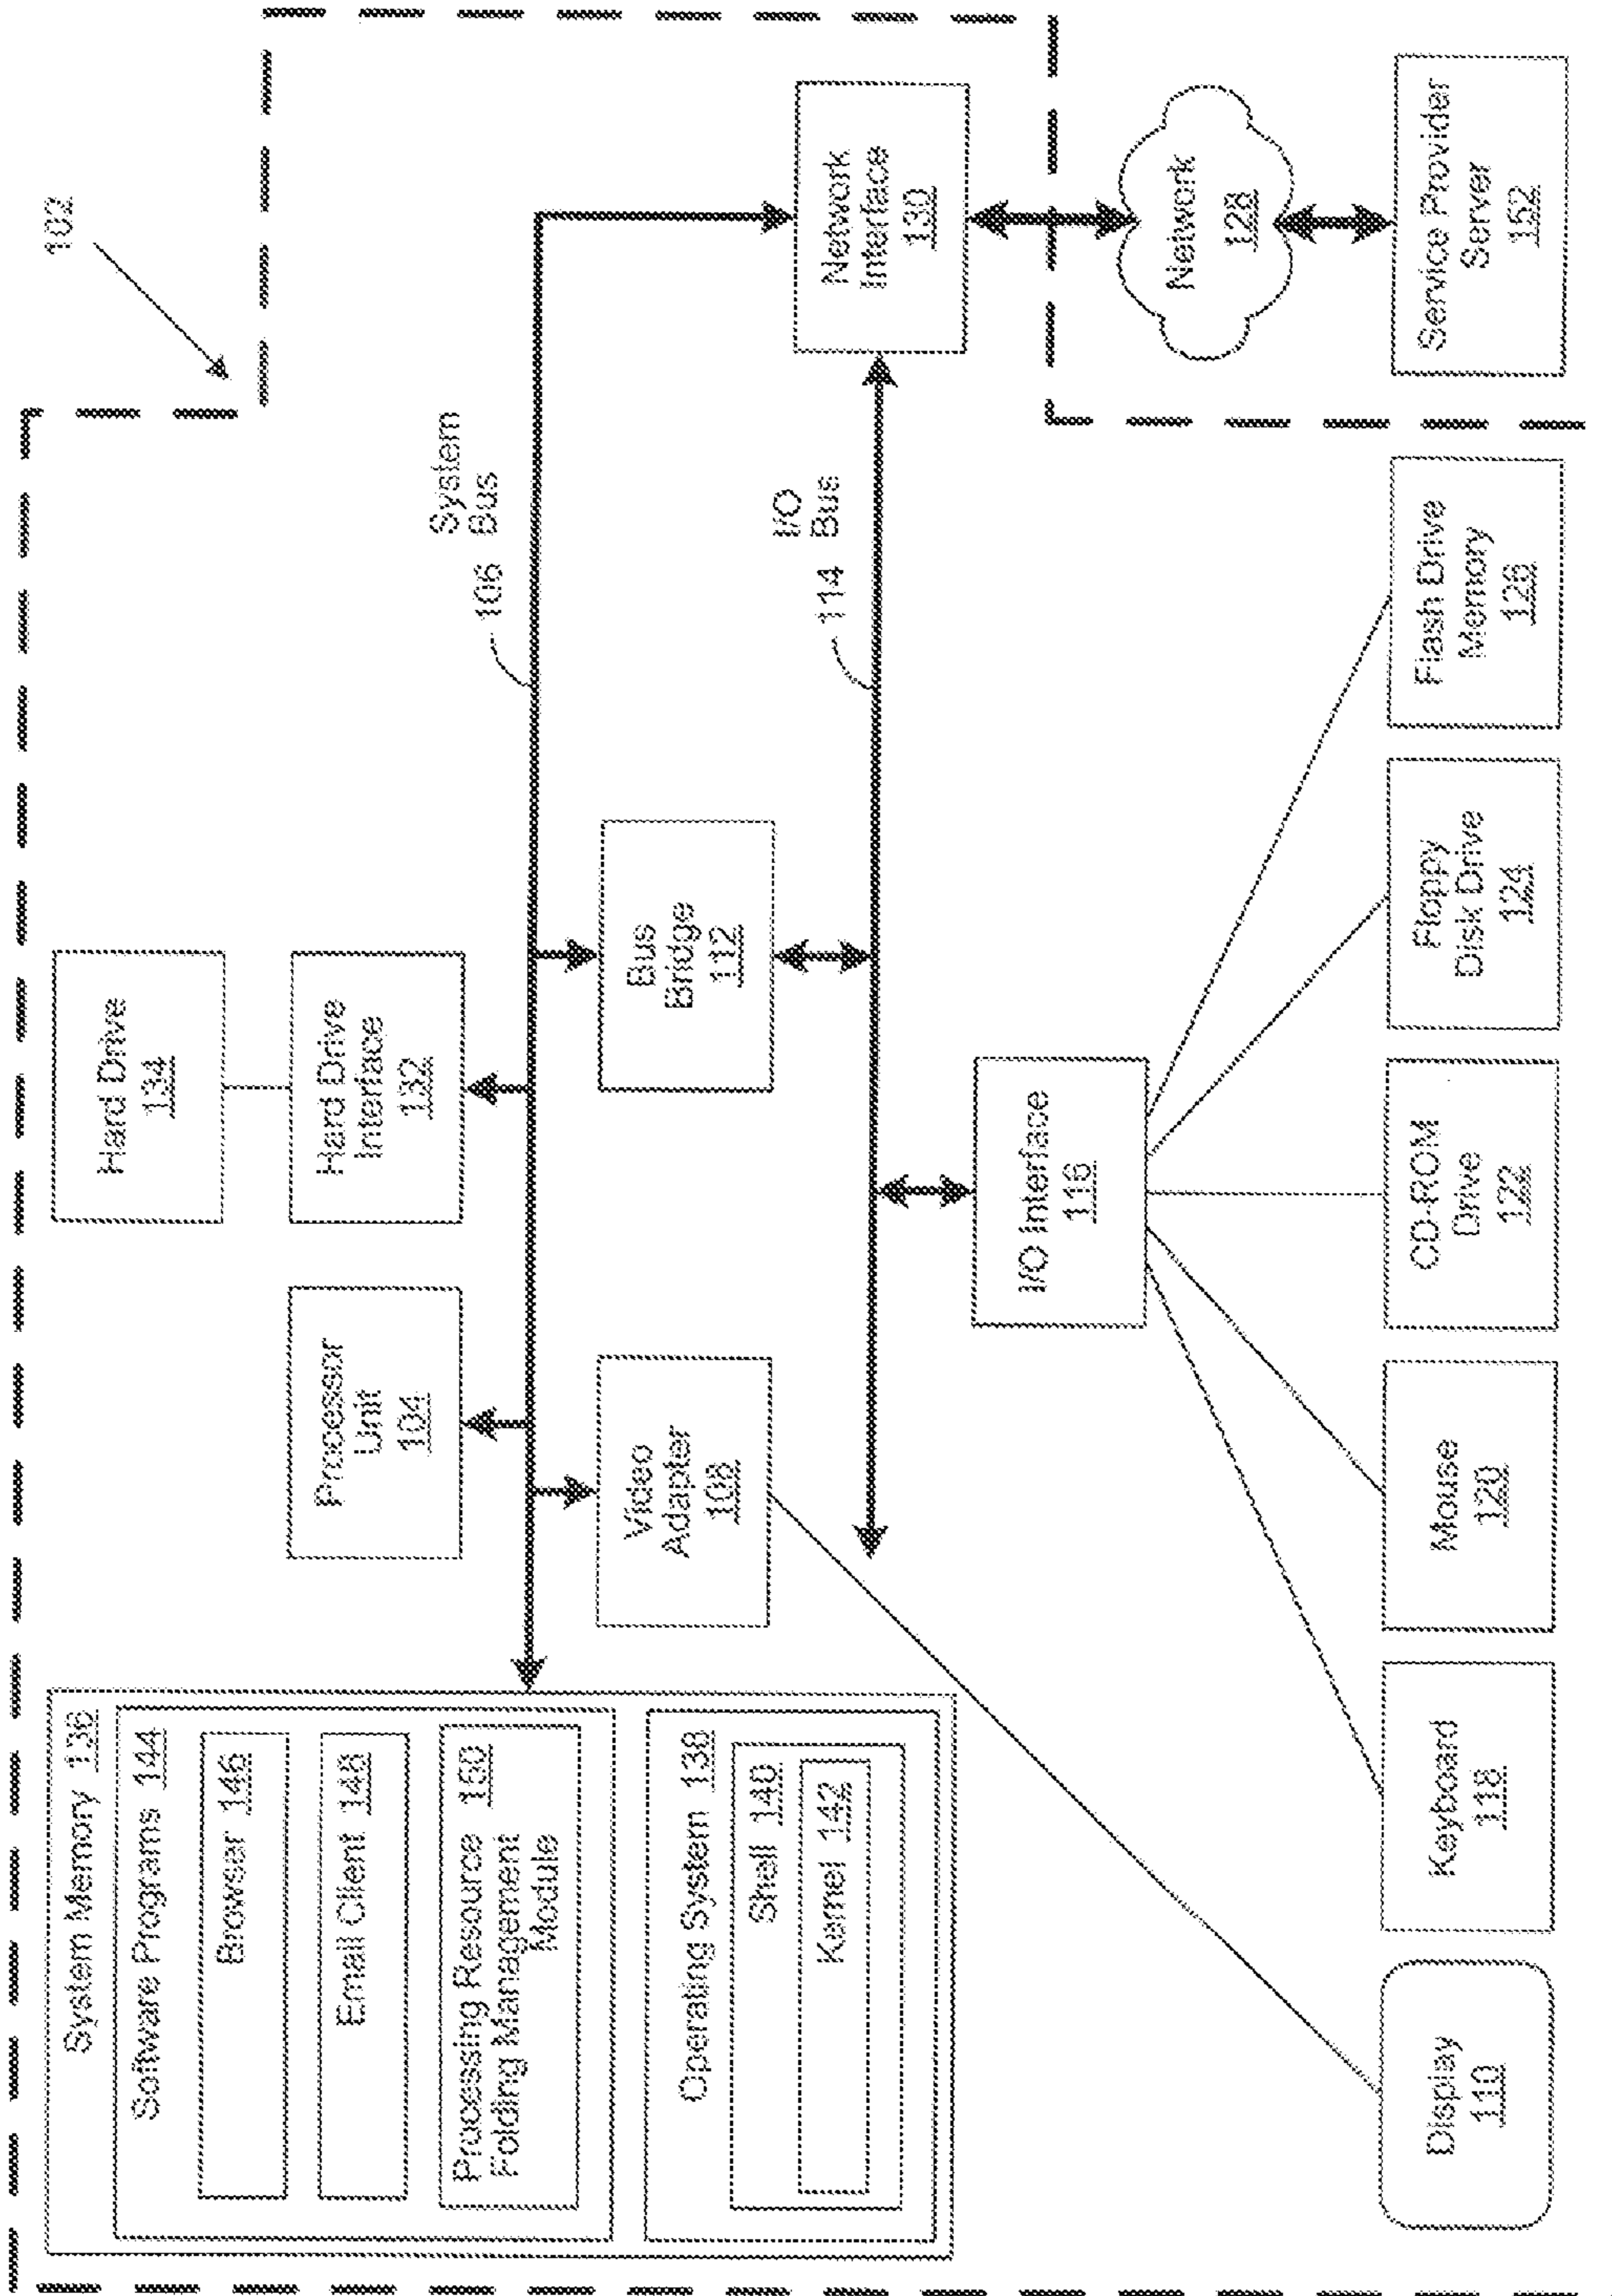 102
System Memory 136
Software Programs 144
Browser 146
Email Client 148
Processing Resource 150
Folding Management
Module
Operating System 138
Shell 140
Kernel 142
Processor
Unit
104
Hard Drive
134
Hard Drive
Interface
132
System
106 Bus
Video
Adapter
108
Bus
Bridge
112
I/O
114 Bus
Network
Interface
130
I/O Interface
116
Network
128
Display
110
Keyboard
118
Mouse
120
CD-ROM
Drive
122
Floppy
Disk Drive
124
Flash Drive
Memory
126
Service Provider
Server
152